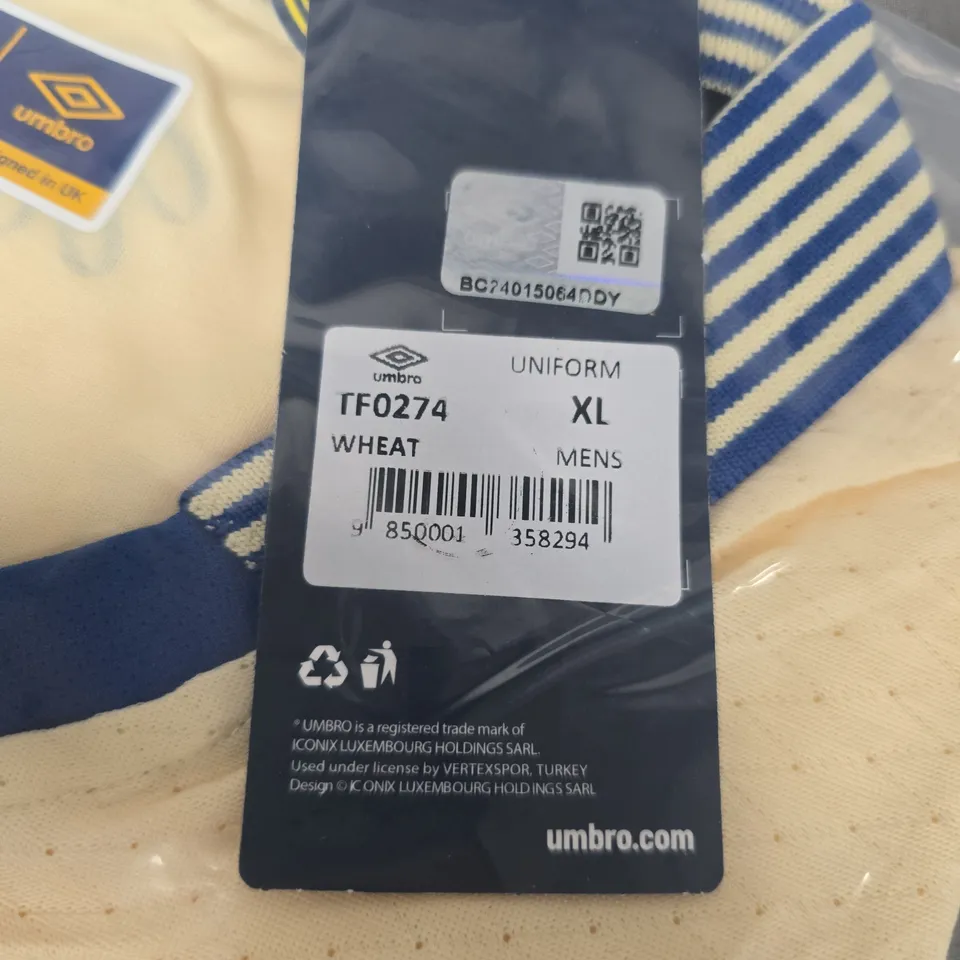 umbro
gned in UK
BC24015064DDY
umbro
UNIFORM
TF0274
XL
WHEAT
MENS
9 850001 358294
® UMBRO is a registered trade mark of
ICONIX LUXEMBOURG HOLDINGS SARL.
Used under license by VERTEXSPOR, TURKEY
Design © ICONIX LUXEMBOURG HOLDINGS SARL
umbro.com